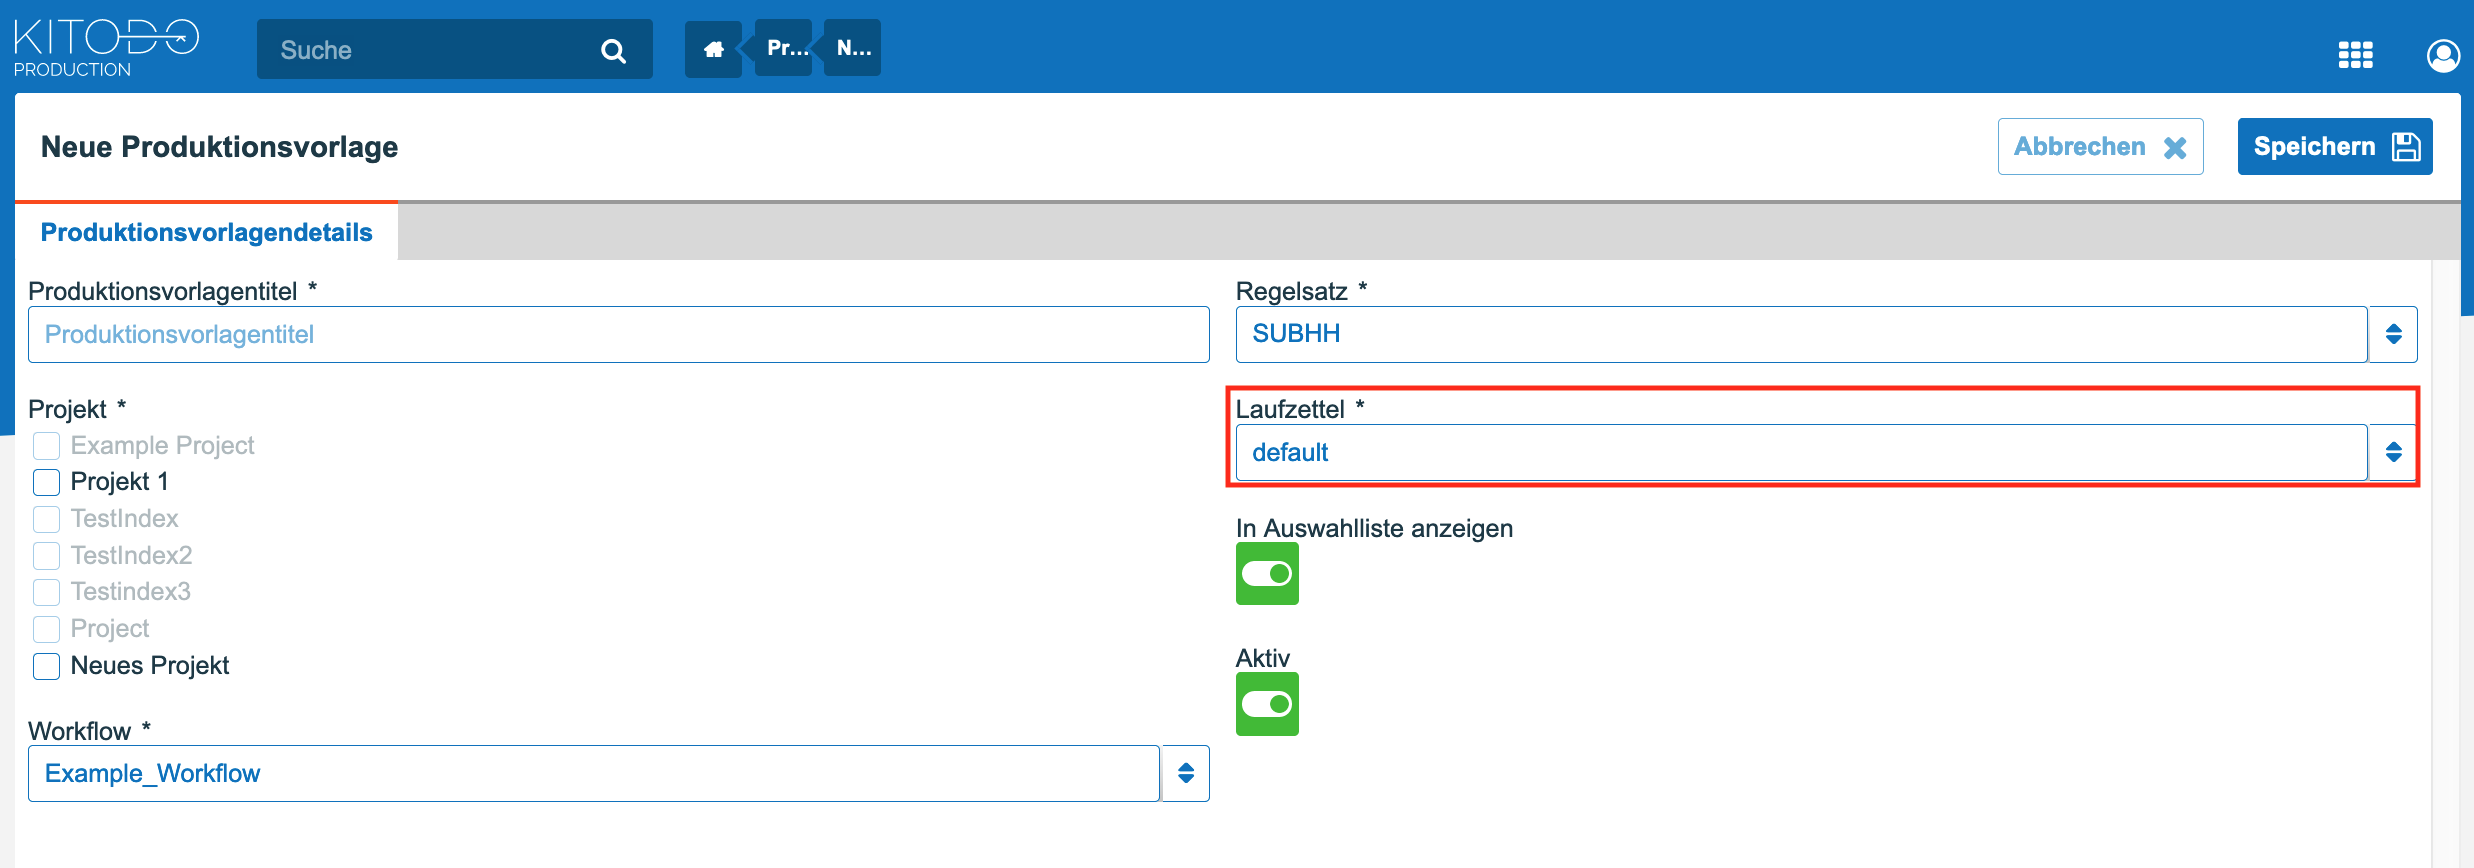 KITODO
PRODUCTION
Suche
Pr...
N...
Neue Produktionsvorlage
Abbrechen
Speichern
Produktionsvorlagendetails
Produktionsvorlagentitel *
Produktionsvorlagentitel
Projekt *
Example Project
Projekt 1
TestIndex
TestIndex2
Testindex3
Project
Neues Projekt
Workflow *
Example_Workflow
Regelsatz *
SUBHH
Laufzettel *
default
In Auswahlliste anzeigen
Aktiv